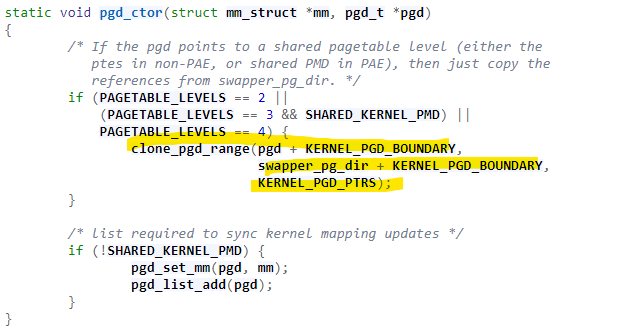 static void pgd_ctor(struct mm_struct *mm, pgd_t *pgd)
{
/* If the pgd points to a shared pagetable level (either the
ptes in non-PAE, or shared PMD in PAE), then just copy the
references from swapper_pg_dir. */
if (PAGETABLE_LEVELS == 2 ||
(PAGETABLE_LEVELS == 3 && SHARED_KERNEL_PMD) ||
PAGETABLE_LEVELS == 4) {
clone_pgd_range(pgd + KERNEL_PGD_BOUNDARY,
swapper_pg_dir + KERNEL_PGD_BOUNDARY,
KERNEL_PGD_PTRS);
}
/* list required to sync kernel mapping updates */
if (!SHARED_KERNEL_PMD) {
pgd_set_mm(pgd, mm);
pgd_list_add(pgd);
}
}